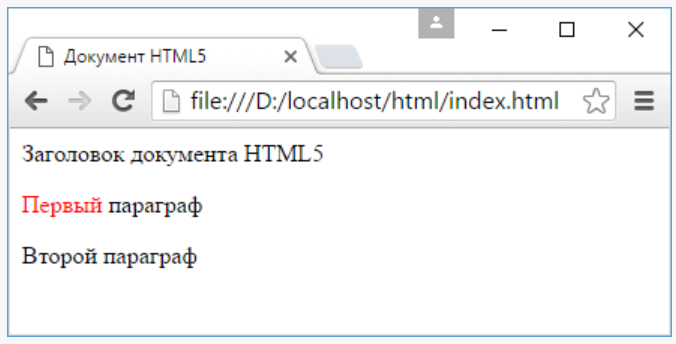 Документ HTML5
file:///D:/localhost/html/index.html
Заголовок документа HTML5
Первый параграф
Второй параграф